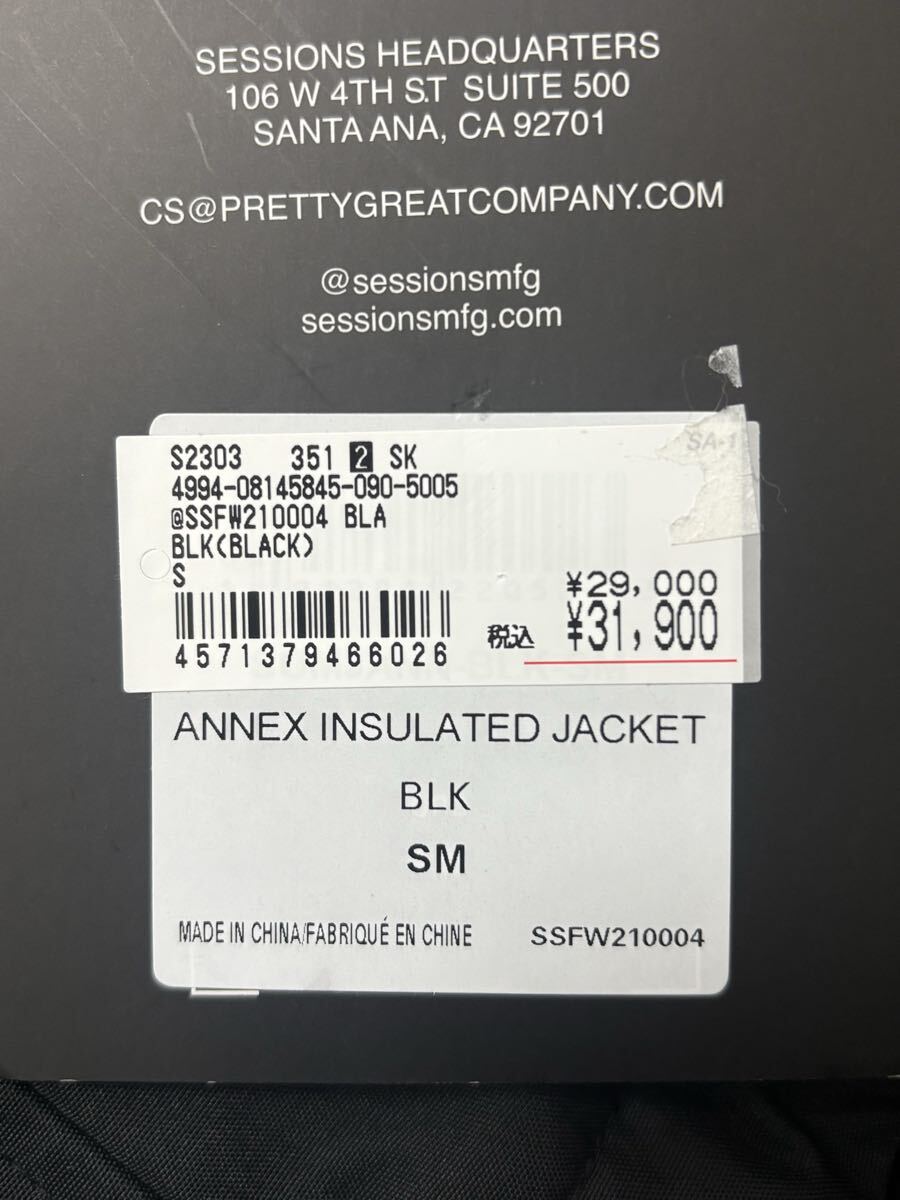 SESSIONS HEADQUARTERS
106 W 4TH S.T SUITE 500
SANTA ANA, CA 92701
CS@PRETTYGREATCOMPANY.COM
@sessionsmfg
sessionsmfg.com
SA-1
S2303 351 2 SK
4994-08145845-090-5005
@SSFW210004 BLA
BLK(BLACK)
S
¥29,000
税込 ¥31,900
4571379466026
ANNEX INSULATED JACKET
BLK
SM
MADE IN CHINA/FABRIQUÉ EN CHINE SSFW210004